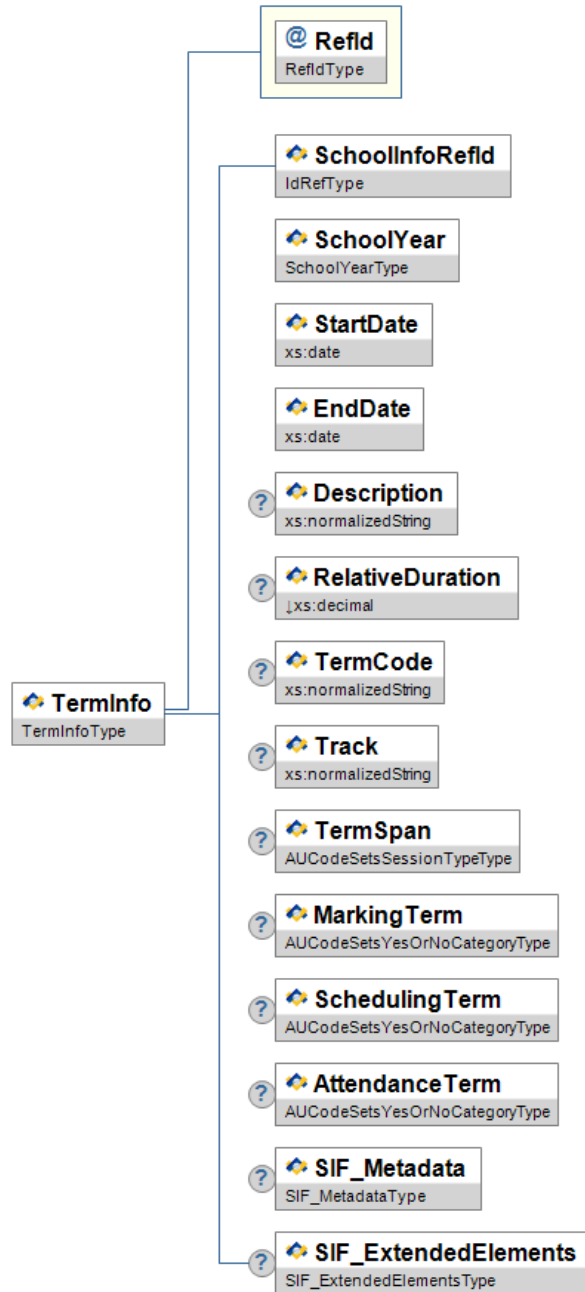 @ RefId
RefIdType
SchoolInfoRefId
IdRefType
SchoolYear
SchoolYearType
StartDate
xs:date
EndDate
xs:date
? Description
xs:normalizedString
? RelativeDuration
↓xs:decimal
? TermCode
xs:normalizedString
TermInfo
TermInfoType
? Track
xs:normalizedString
? TermSpan
AUCodeSetsSessionTypeType
? MarkingTerm
AUCodeSetsYesOrNoCategoryType
? SchedulingTerm
AUCodeSetsYesOrNoCategoryType
? AttendanceTerm
AUCodeSetsYesOrNoCategoryType
? SIF_Metadata
SIF_MetadataType
? SIF_ExtendedElements
SIF_ExtendedElementsType